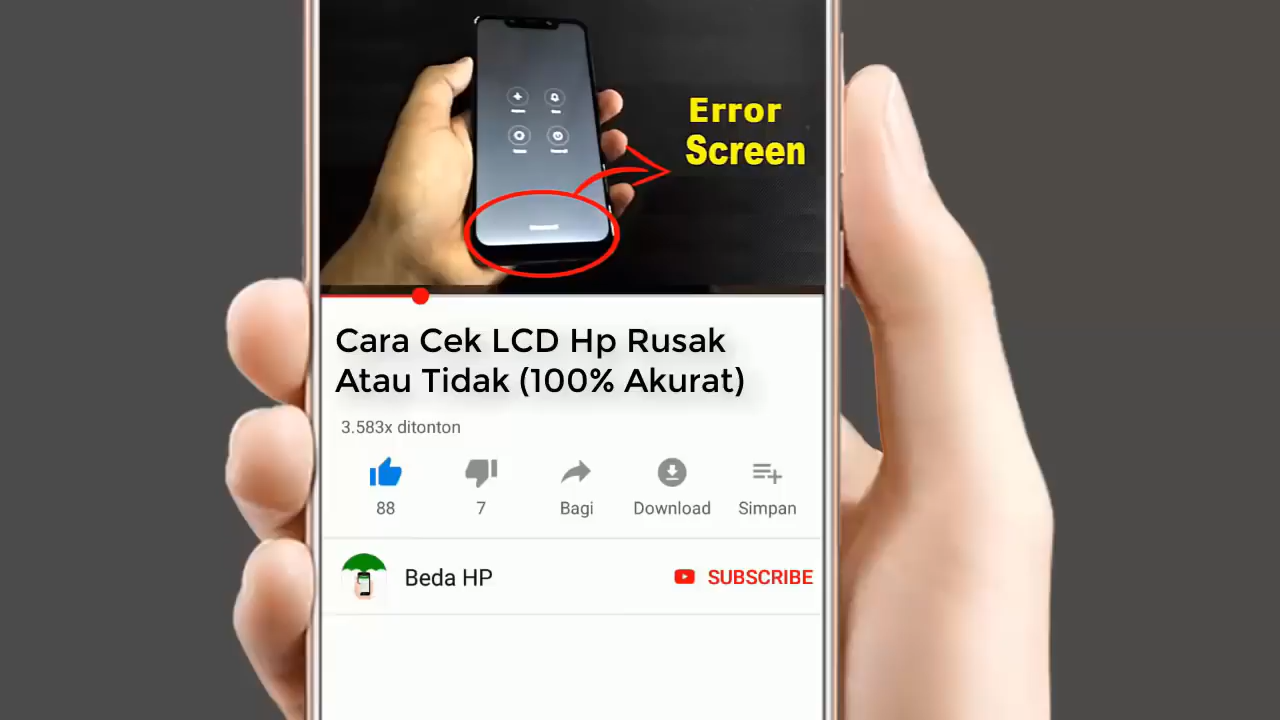 Error
Screen
Cara Cek LCD Hp Rusak
Atau Tidak (100% Akurat)
3.583x ditonton
88
7
Bagi
Download
Simpan
Beda HP
SUBSCRIBE